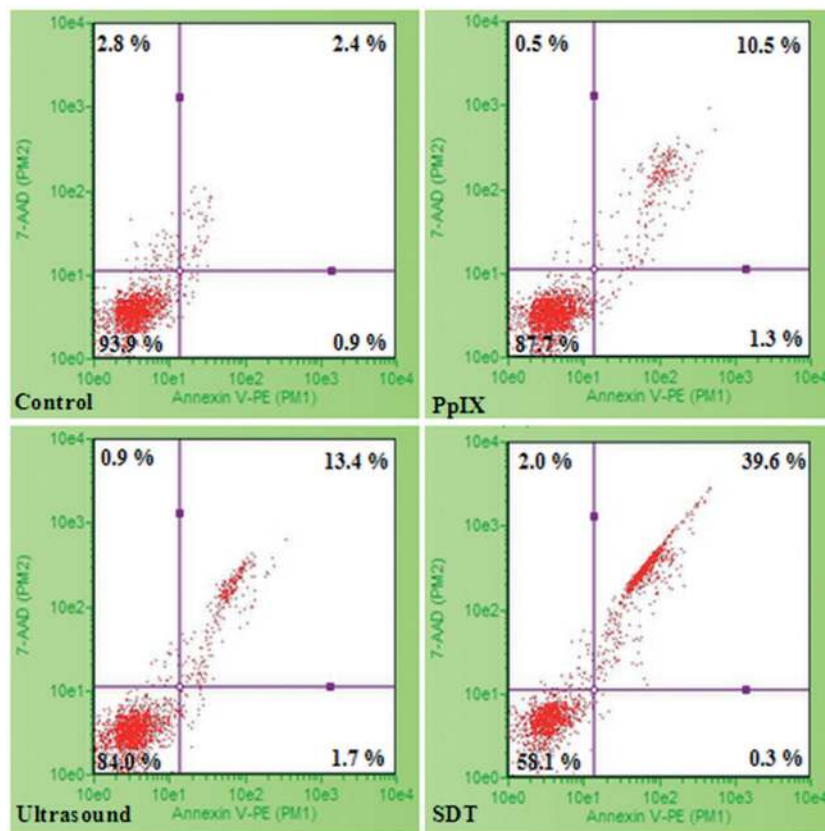 2.8 % 2.4 %
93.9 % 0.9 %
10e4
10e3
10e2
10e1
10e0
7-AAD (PM2)
10e0 10e1 10e2 10e3 10e4
Annexin V-PE (PM1)
Control
0.5 % 10.5 %
87.7 % 1.3 %
10e4
10e3
10e2
10e1
10e0
7-AAD (PM2)
10e0 10e1 10e2 10e3 10e4
Annexin V-PE (PM1)
PpIX
0.9 % 13.4 %
84.0 % 1.7 %
10e4
10e3
10e2
10e1
10e0
7-AAD (PM2)
10e0 10e1 10e2 10e3 10e4
Annexin V-PE (PM1)
Ultrasound
2.0 % 39.6 %
58.1 % 0.3 %
10e4
10e3
10e2
10e1
10e0
7-AAD (PM2)
10e0 10e1 10e2 10e3 10e4
Annexin V-PE (PM1)
SDT